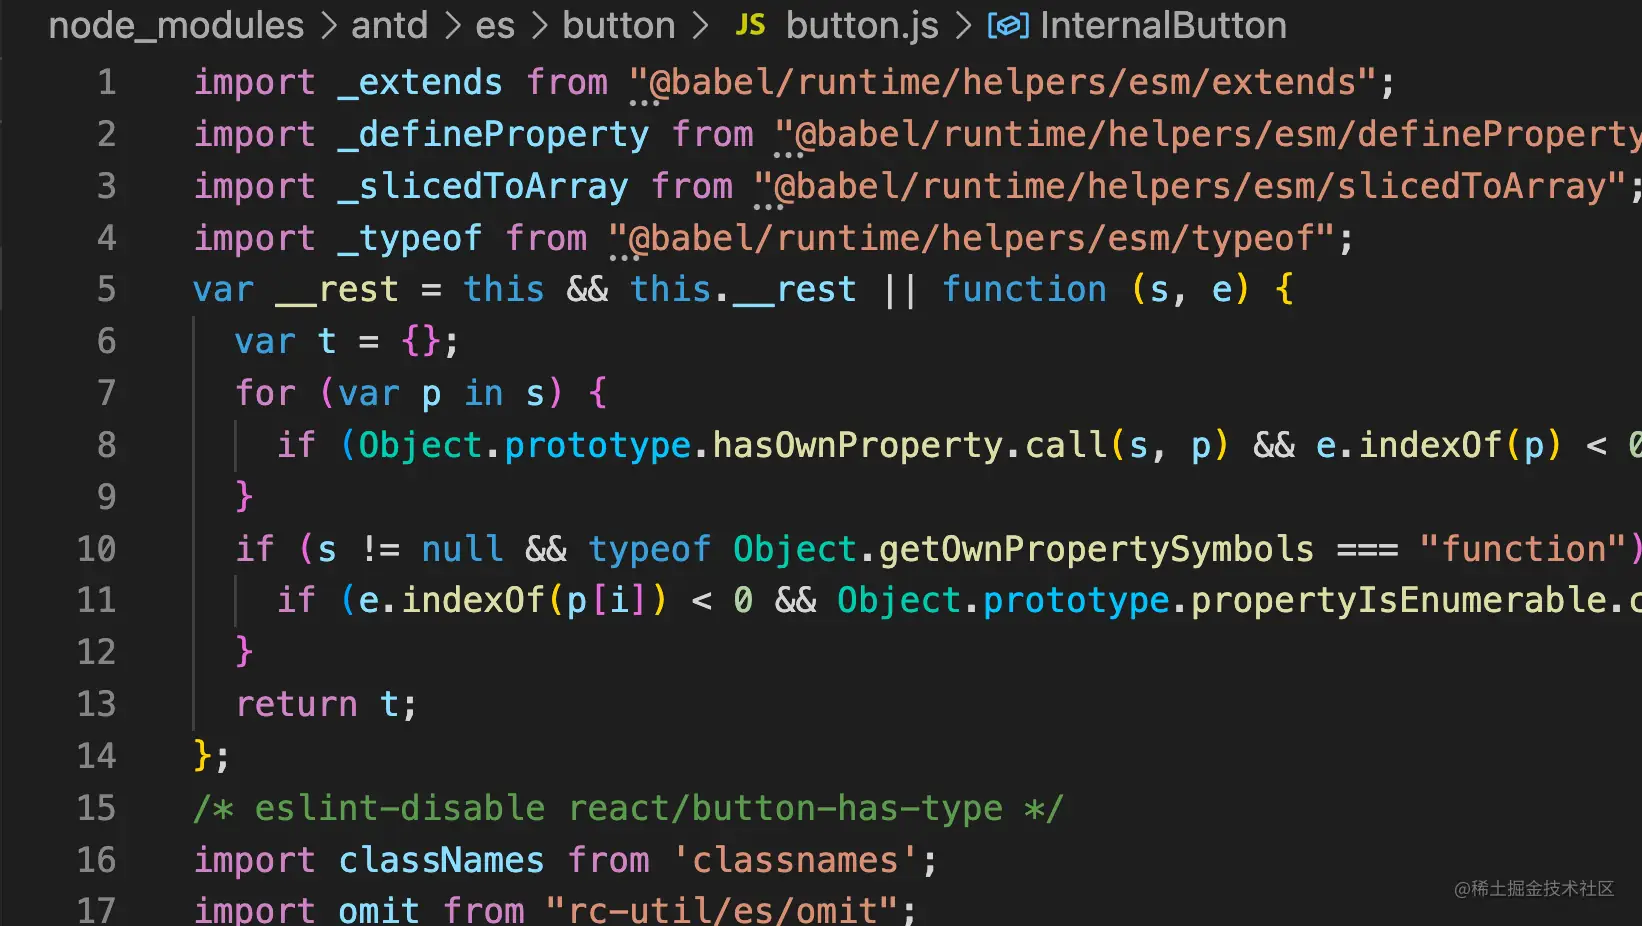 node_modules > antd > es > button > JS button.js > InternalButton
1 import _extends from "@babel/runtime/helpers/esm/extends";
2 import _defineProperty from "@babel/runtime/helpers/esm/defineProperty
3 import _slicedToArray from "@babel/runtime/helpers/esm/slicedToArray";
4 import _typeof from "@babel/runtime/helpers/esm/typeof";
5 var __rest = this && this.__rest || function (s, e) {
6 var t = {};
7 for (var p in s) {
8 if (Object.prototype.hasOwnProperty.call(s, p) && e.indexOf(p) < 0
9 }
10 if (s != null && typeof Object.getOwnPropertySymbols === "function")
11 if (e.indexOf(p[i]) < 0 && Object.prototype.propertyIsEnumerable.c
12 }
13 return t;
14 };
15 /* eslint-disable react/button-has-type */
16 import classNames from 'classnames';
17 import omit from "rc-util/es/omit";
@稀土掘金技术社区